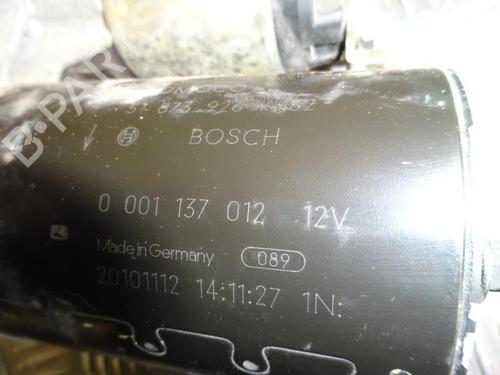 BOSCH
0 001 137 012 12V
Made in Germany 089
20101112 14:11:27 1N: